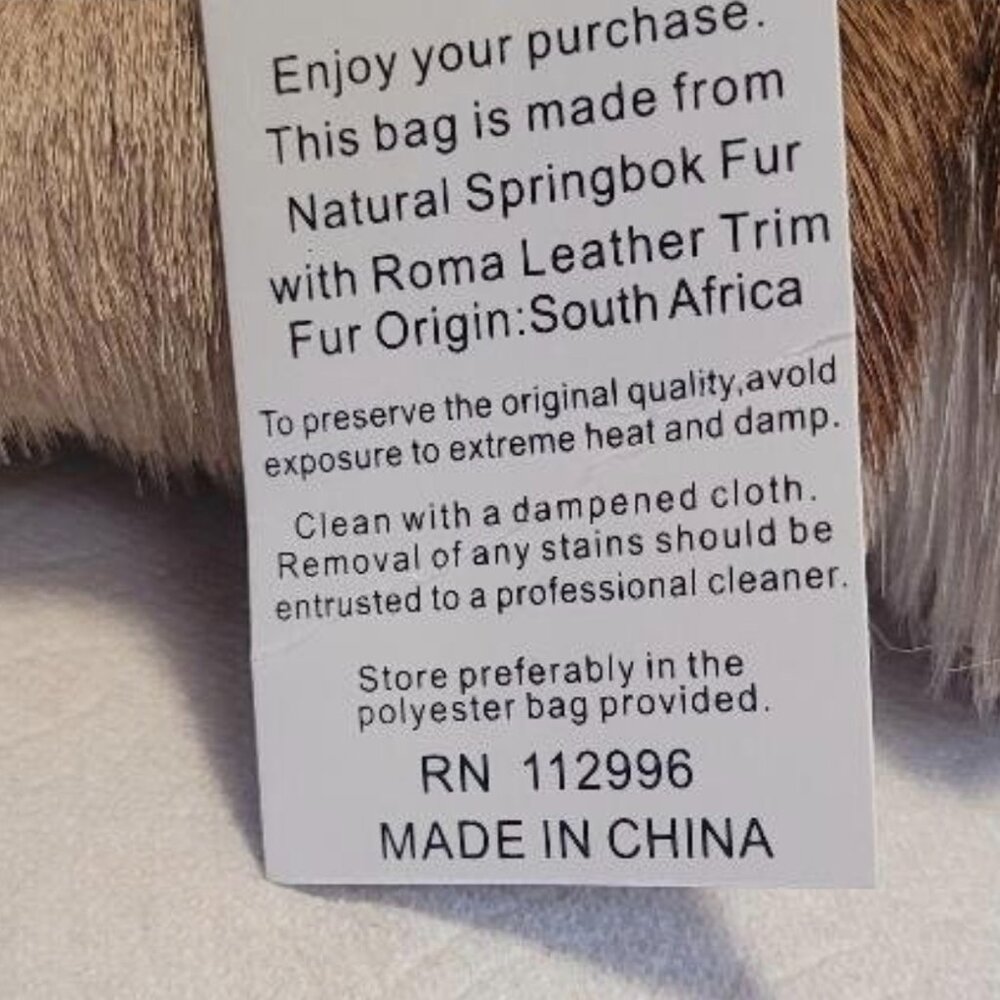 Enjoy your purchase.
This bag is made from
Natural Springbok Fur
with Roma Leather Trim
Fur Origin:South Africa
To preserve the original quality,avold
exposure to extreme heat and damp.
Clean with a dampened cloth.
Removal of any stains should be
entrusted to a professional cleaner.
Store preferably in the
polyester bag provided.
RN 112996
MADE IN CHINA